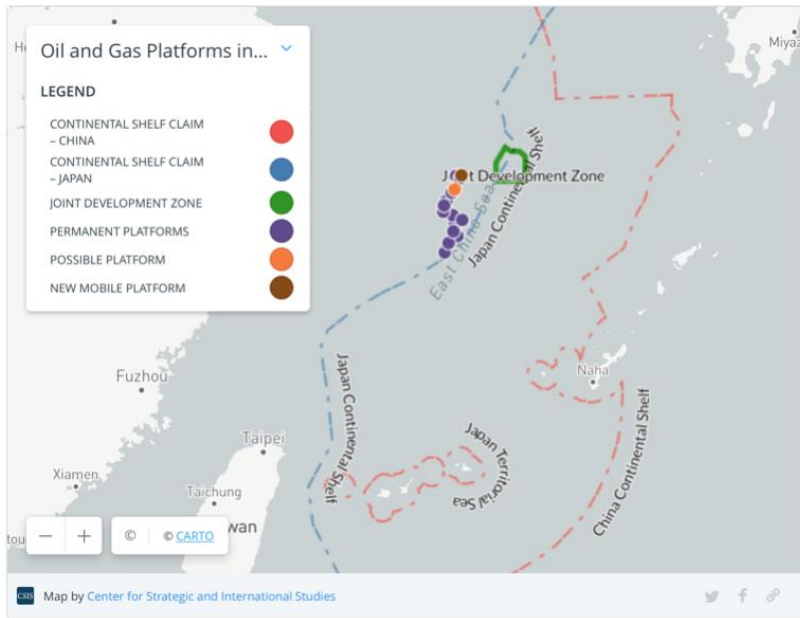 Oil and Gas Platforms in...
LEGEND
CONTINENTAL SHELF CLAIM
– CHINA
CONTINENTAL SHELF CLAIM
– JAPAN
JOINT DEVELOPMENT ZONE
PERMANENT PLATFORMS
POSSIBLE PLATFORM
NEW MOBILE PLATFORM
Miyaz
Japan Continental Shelf
Development Zone
East China Sea
Fuzhou
Japan Continental Shelf
Naha
Taipei
Japan Territorial
Sea
China Continental Shelf
Xiamen
Taichung
wan
− + © © CARTO
CSIS Map by Center for Strategic and International Studies